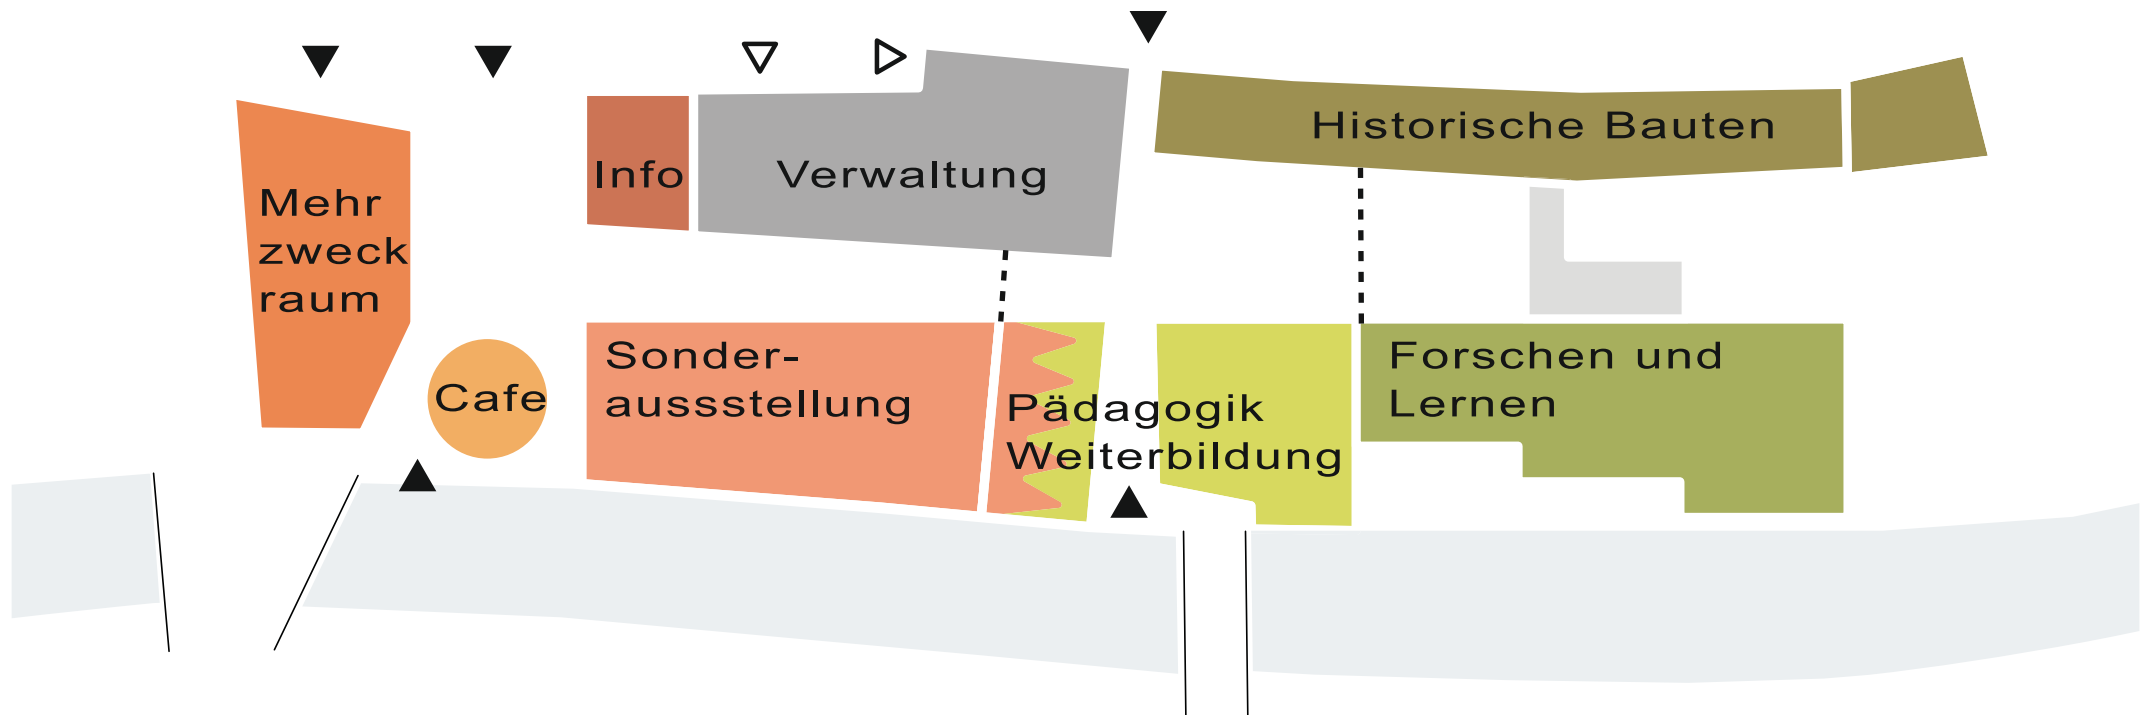 Historische Bauten
Info
Verwaltung
Mehr
zweck
raum
Cafe
Sonder-
aussstellung
Pädagogik
Weiterbildung
Forschen und
Lernen